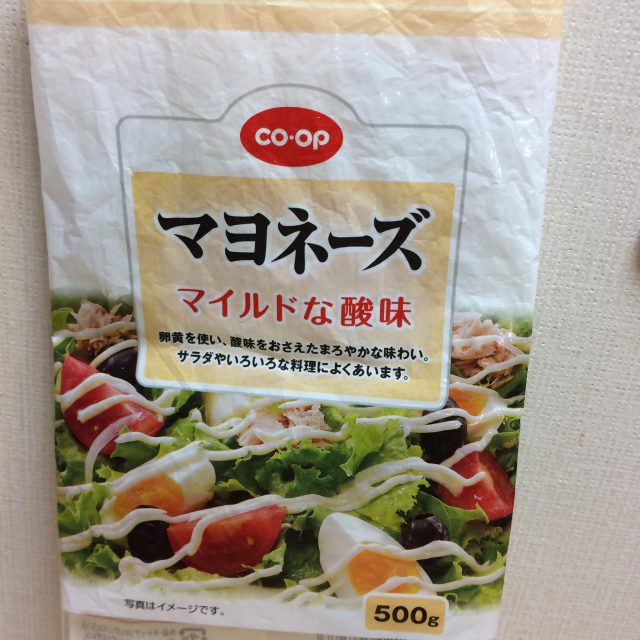 CO・OP
マヨネーズ
マイルドな酸味
卵黄を使い、酸味をおさえたまろやかな味わい。
サラダやいろいろな料理によくあいます。
写真はイメージです。
500g